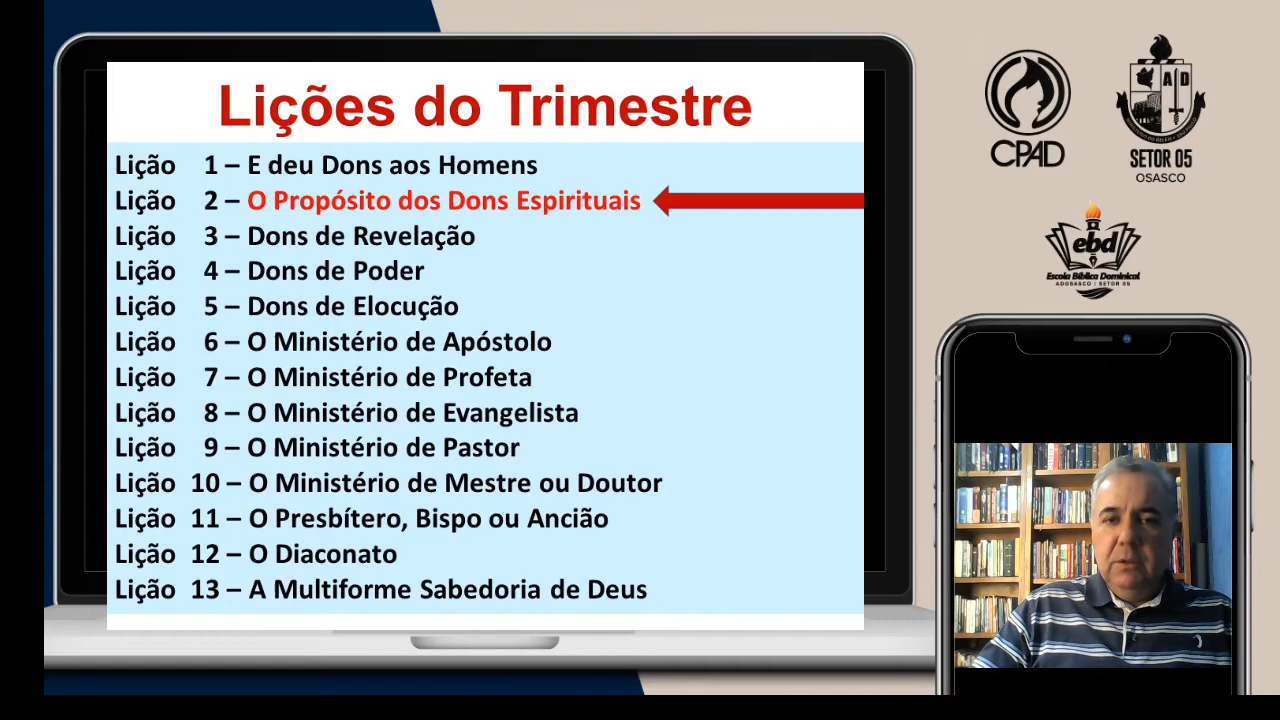 Lições do Trimestre
Lição 1 – E deu Dons aos Homens
Lição 2 – O Propósito dos Dons Espirituais
Lição 3 – Dons de Revelação
Lição 4 – Dons de Poder
Lição 5 – Dons de Elocução
Lição 6 – O Ministério de Apóstolo
Lição 7 – O Ministério de Profeta
Lição 8 – O Ministério de Evangelista
Lição 9 – O Ministério de Pastor
Lição 10 – O Ministério de Mestre ou Doutor
Lição 11 – O Presbítero, Bispo ou Ancião
Lição 12 – O Diaconato
Lição 13 – A Multiforme Sabedoria de Deus
CPAD
A D
SETOR 05
OSASCO
ebd
Escola Bíblica Dominical
ADOSASCO | SETOR 05